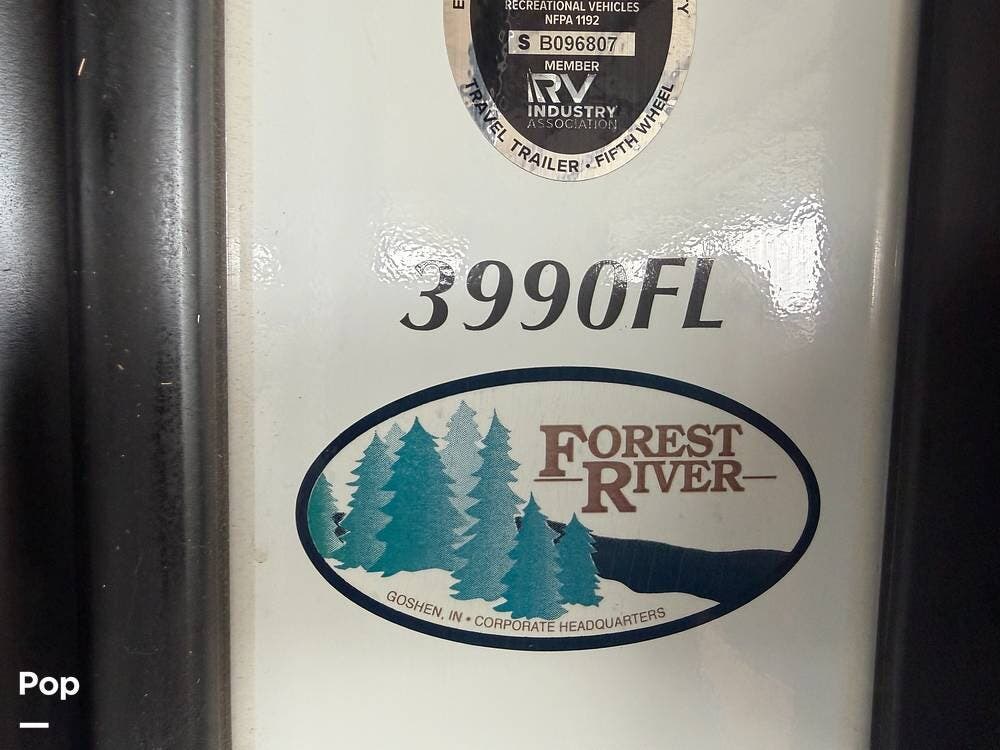 RECREATIONAL VEHICLES
NFPA 1192
S B096807
MEMBER
RV
INDUSTRY
ASSOCIATION
TRAVEL TRAILER • FIFTH WHEEL
3990FL
FOREST
RIVER
GOSHEN, IN • CORPORATE HEADQUARTERS
Pop